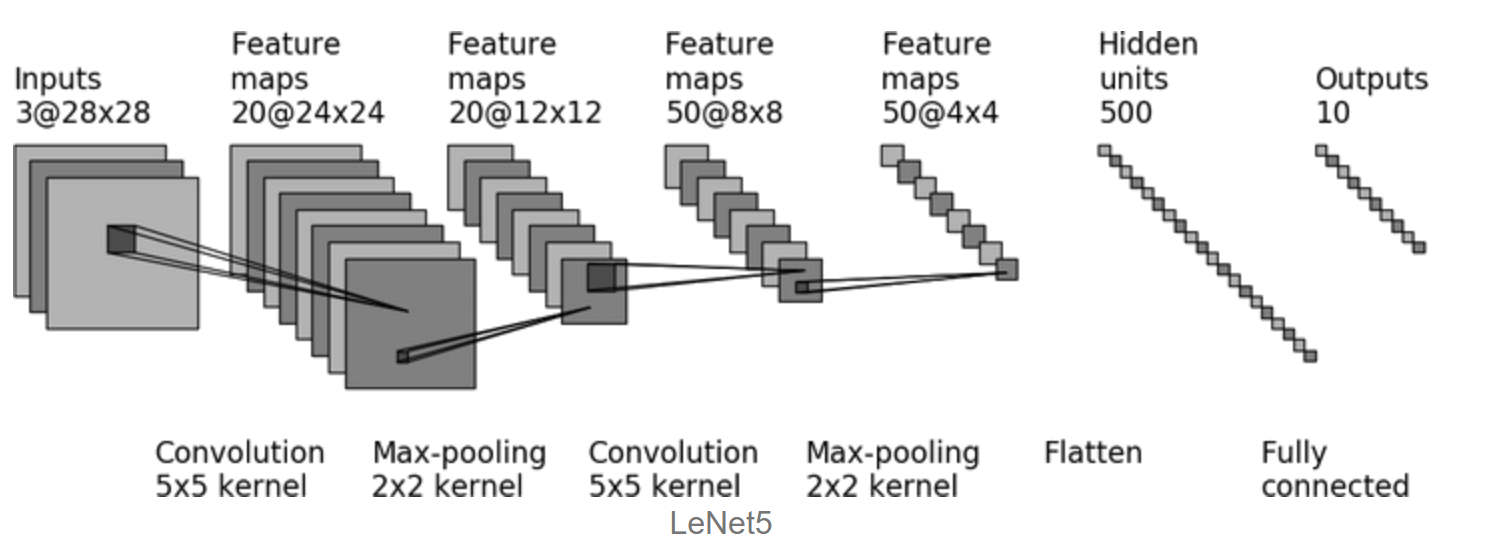 Inputs
3@28x28
Feature
maps
20@24x24
Feature
maps
20@12x12
Feature
maps
50@8x8
Feature
maps
50@4x4
Hidden
units
500
Outputs
10
Convolution
5x5 kernel
Max-pooling
2x2 kernel
Convolution
5x5 kernel
Max-pooling
2x2 kernel
Flatten
Fully
connected
LeNet5